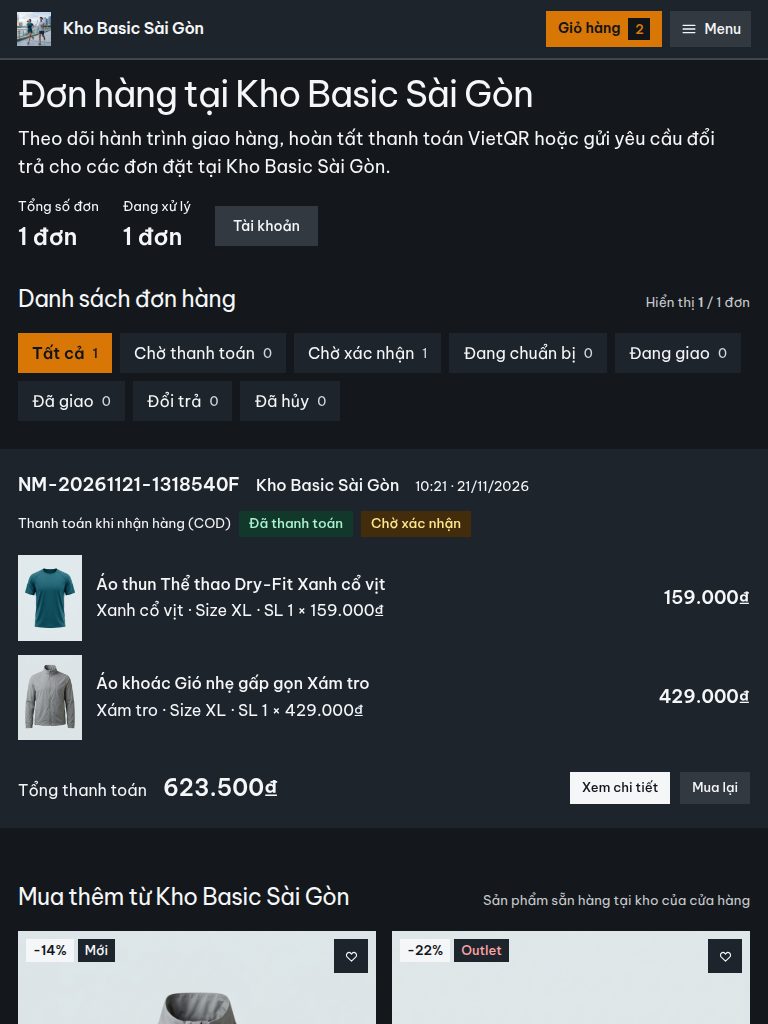 Kho Basic Sài Gòn
Giỏ hàng 2
Menu
Đơn hàng tại Kho Basic Sài Gòn
Theo dõi hành trình giao hàng, hoàn tất thanh toán VietQR hoặc gửi yêu cầu đổi
trả cho các đơn đặt tại Kho Basic Sài Gòn.
Tổng số đơn
1 đơn
Đang xử lý
1 đơn
Tài khoản
Danh sách đơn hàng
Hiển thị 1 / 1 đơn
Tất cả 1
Chờ thanh toán 0
Chờ xác nhận 1
Đang chuẩn bị 0
Đang giao 0
Đã giao 0
Đổi trả 0
Đã hủy 0
NM-20261121-1318540F Kho Basic Sài Gòn 10:21 · 21/11/2026
Thanh toán khi nhận hàng (COD) Đã thanh toán Chờ xác nhận
Áo thun Thể thao Dry-Fit Xanh cổ vịt
Xanh cổ vịt · Size XL · SL 1 × 159.000₫
159.000₫
Áo khoác Gió nhẹ gấp gọn Xám tro
Xám tro · Size XL · SL 1 × 429.000₫
429.000₫
Tổng thanh toán 623.500₫
Xem chi tiết
Mua lại
Mua thêm từ Kho Basic Sài Gòn
Sản phẩm sẵn hàng tại kho của cửa hàng
-14% Mới
-22% Outlet